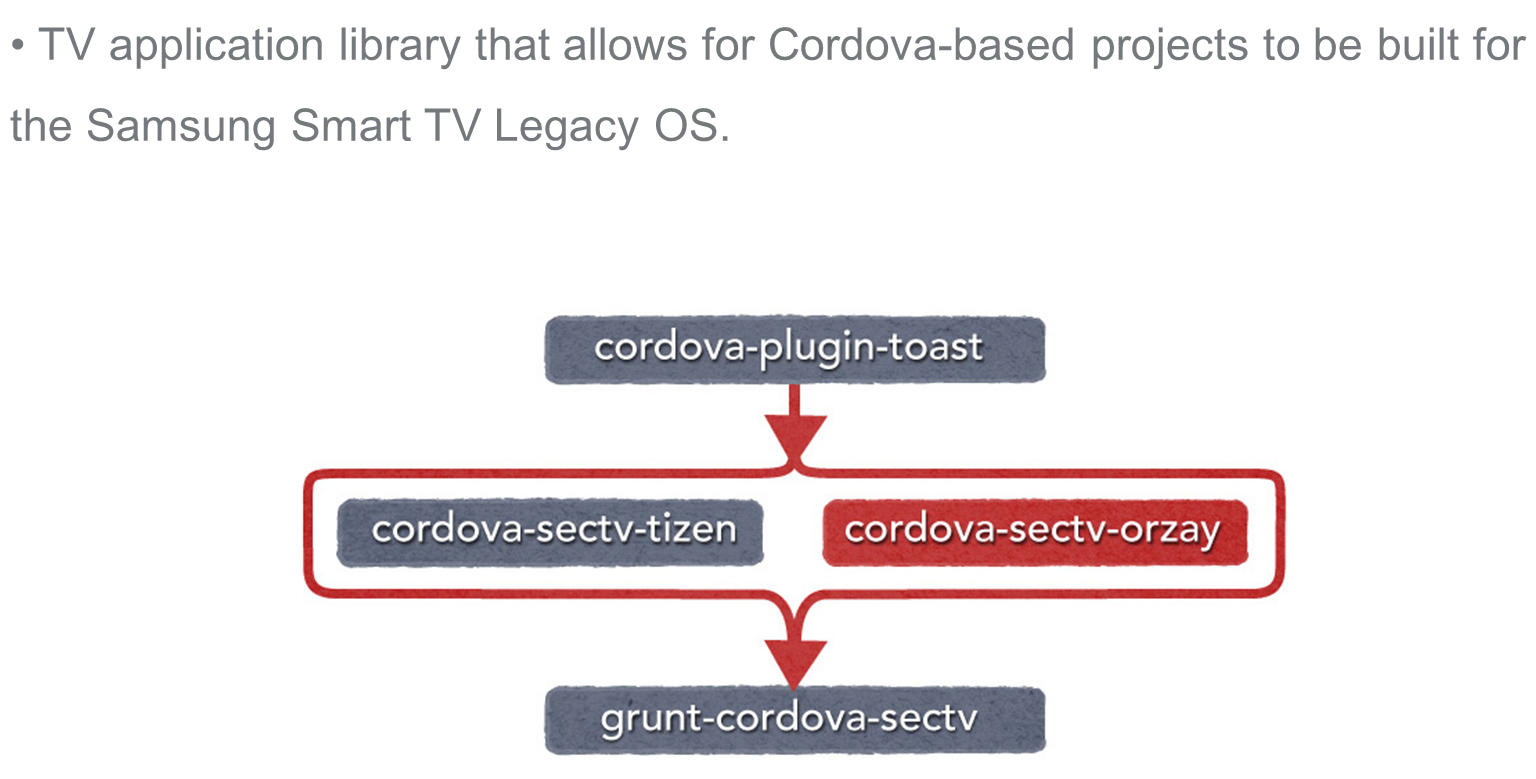 • TV application library that allows for Cordova-based projects to be built for
the Samsung Smart TV Legacy OS.
cordova-plugin-toast
cordova-sectv-tizen
cordova-sectv-orzay
grunt-cordova-sectv